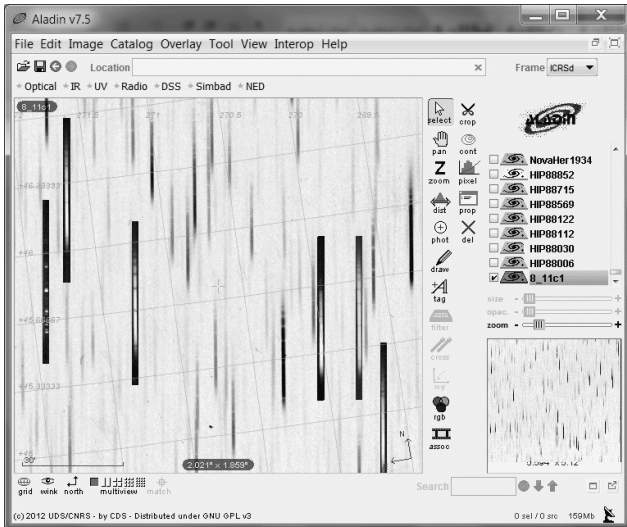 Aladin v7.5
File Edit Image Catalog Overlay Tool View Interop Help
Location
Frame ICRSd
Optical IR UV Radio DSS Simbad NED
8_11c1
271.5
271
270.5
270
269.5
+46.33333
+46
+45.66667
+45.33333
+45
30'
2.021° x 1.859°
N
select
crop
pan
cont
zoom
pixel
dist
prop
phot
del
draw
tag
filter
cross
x-y
rgb
assoc
ALADIN
NovaHer1934
HIP88852
HIP88715
HIP88569
HIP88122
HIP88112
HIP88030
HIP88006
8_11c1
size - +
opac. - +
zoom - +
grid wink north multiview match
Search
(c) 2012 UDS/CNRS - by CDS - Distributed under GNU GPL v3
0 sel / 0 src 159Mb